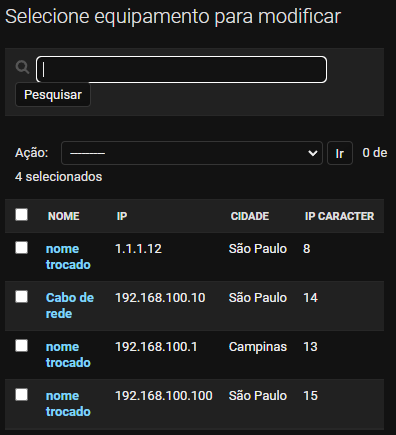 Selecione equipamento para modificar
Pesquisar
Ação: --------- Ir 0 de
4 selecionados
NOME IP CIDADE IP CARACTER
nome 1.1.1.12 São Paulo 8
trocado
Cabo de 192.168.100.10 São Paulo 14
rede
nome 192.168.100.1 Campinas 13
trocado
nome 192.168.100.100 São Paulo 15
trocado